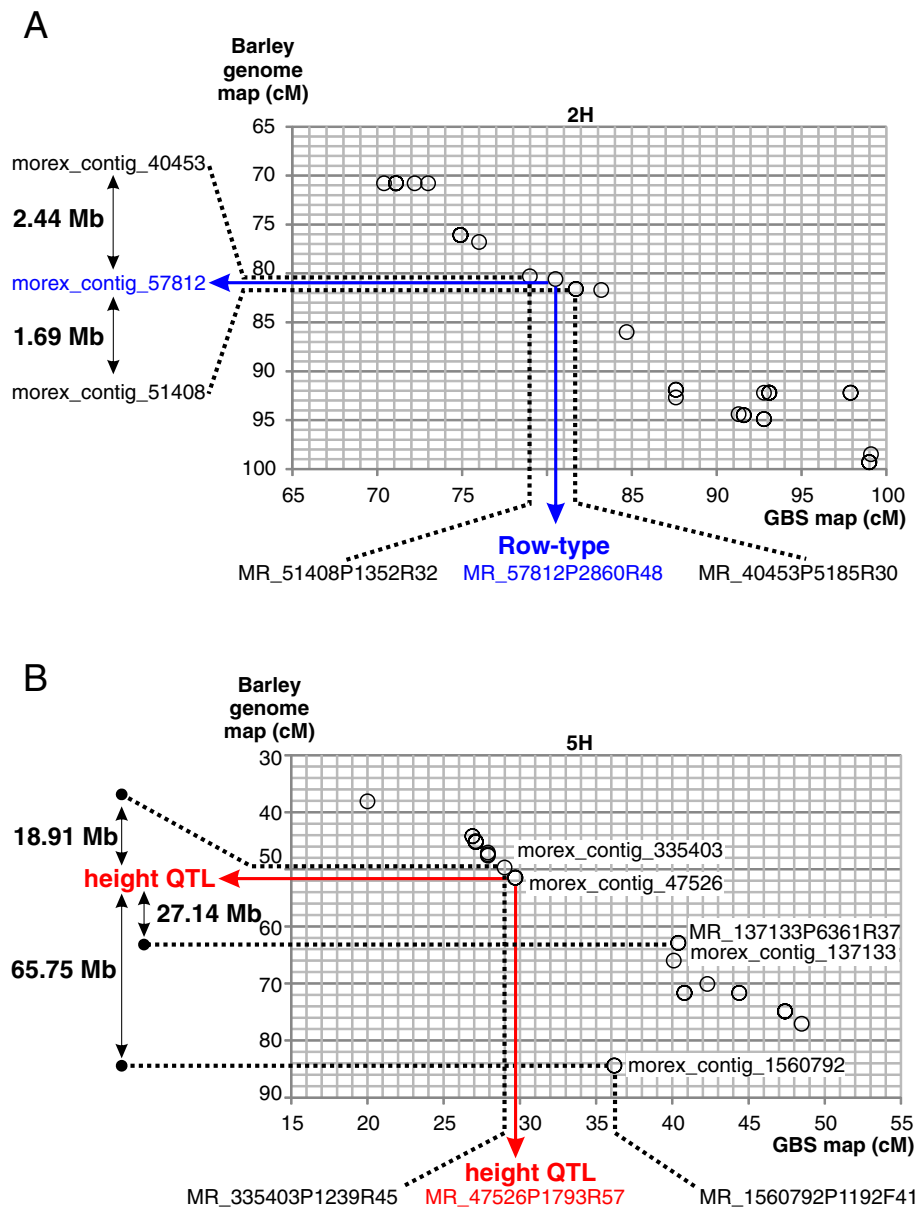 A
Barley
genome
map (cM)
2H
65
70
75
80
85
90
95
100
morex_contig_40453
2.44 Mb
morex_contig_57812
1.69 Mb
morex_contig_51408
65 70 75 85 90 95 100
GBS map (cM)
Row-type
MR_51408P1352R32 MR_57812P2860R48 MR_40453P5185R30
B
Barley
genome
map (cM)
5H
30
40
50
60
70
80
90
18.91 Mb
height QTL
27.14 Mb
65.75 Mb
morex_contig_335403
morex_contig_47526
MR_137133P6361R37
morex_contig_137133
morex_contig_1560792
15 20 25 30 35 40 45 50 55
GBS map (cM)
height QTL
MR_335403P1239R45 MR_47526P1793R57 MR_1560792P1192F41